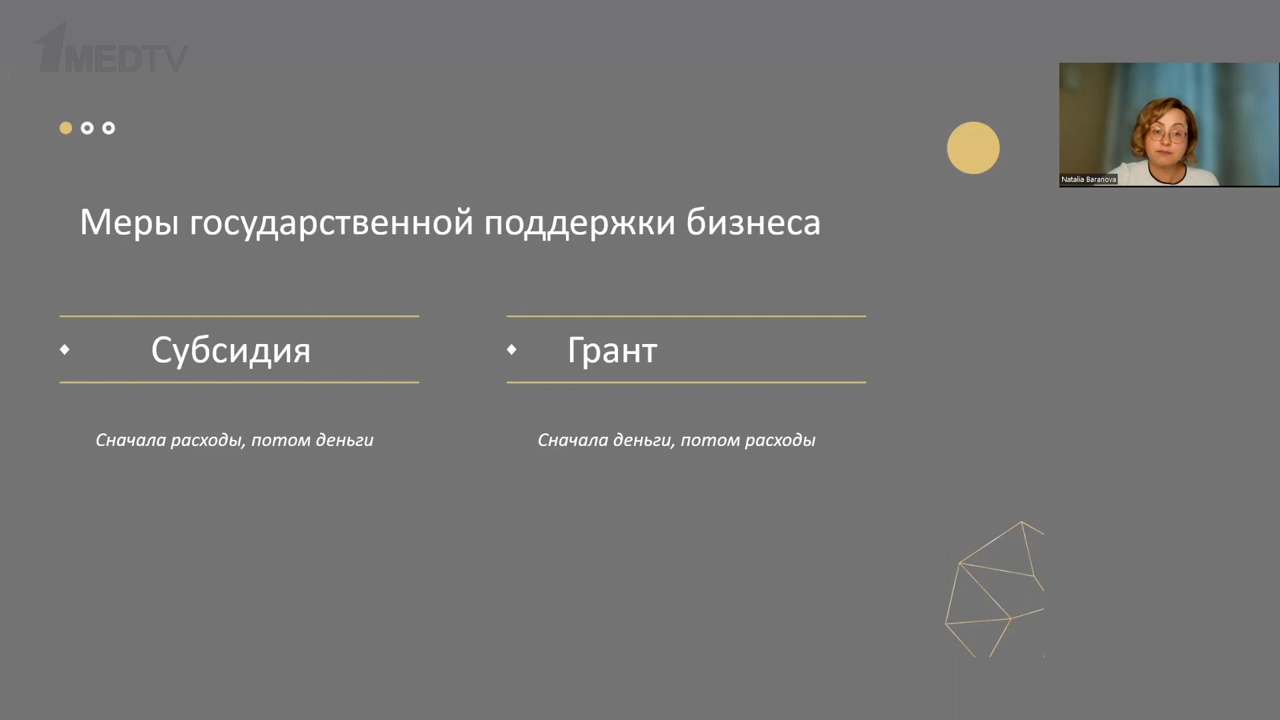 1MEDTV
Natalia Baranova
Меры государственной поддержки бизнеса
Субсидия
Грант
Сначала расходы, потом деньги
Сначала деньги, потом расходы